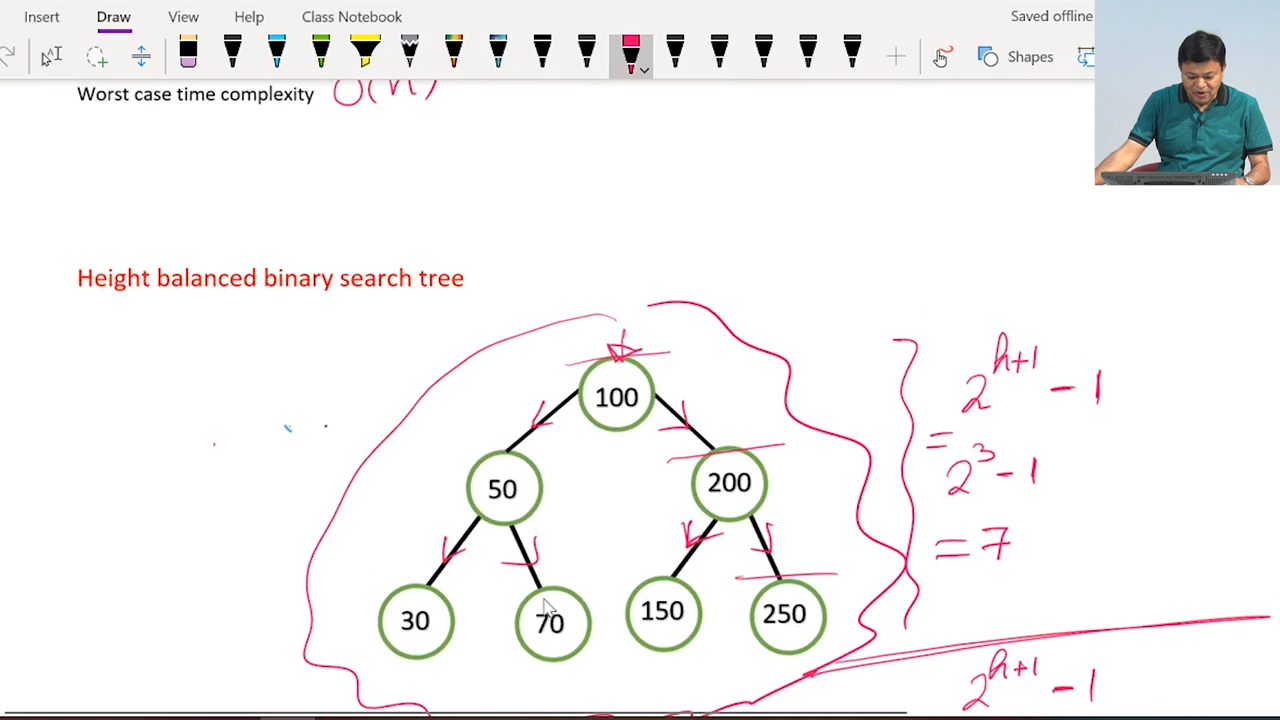 Insert Draw View Help Class Notebook Saved offline
Shapes
Worst case time complexity O(n)
Height balanced binary search tree
100
50 200
30 70 150 250
2^{h+1} - 1
= 2^3 - 1
= 7
2^{h+1} - 1